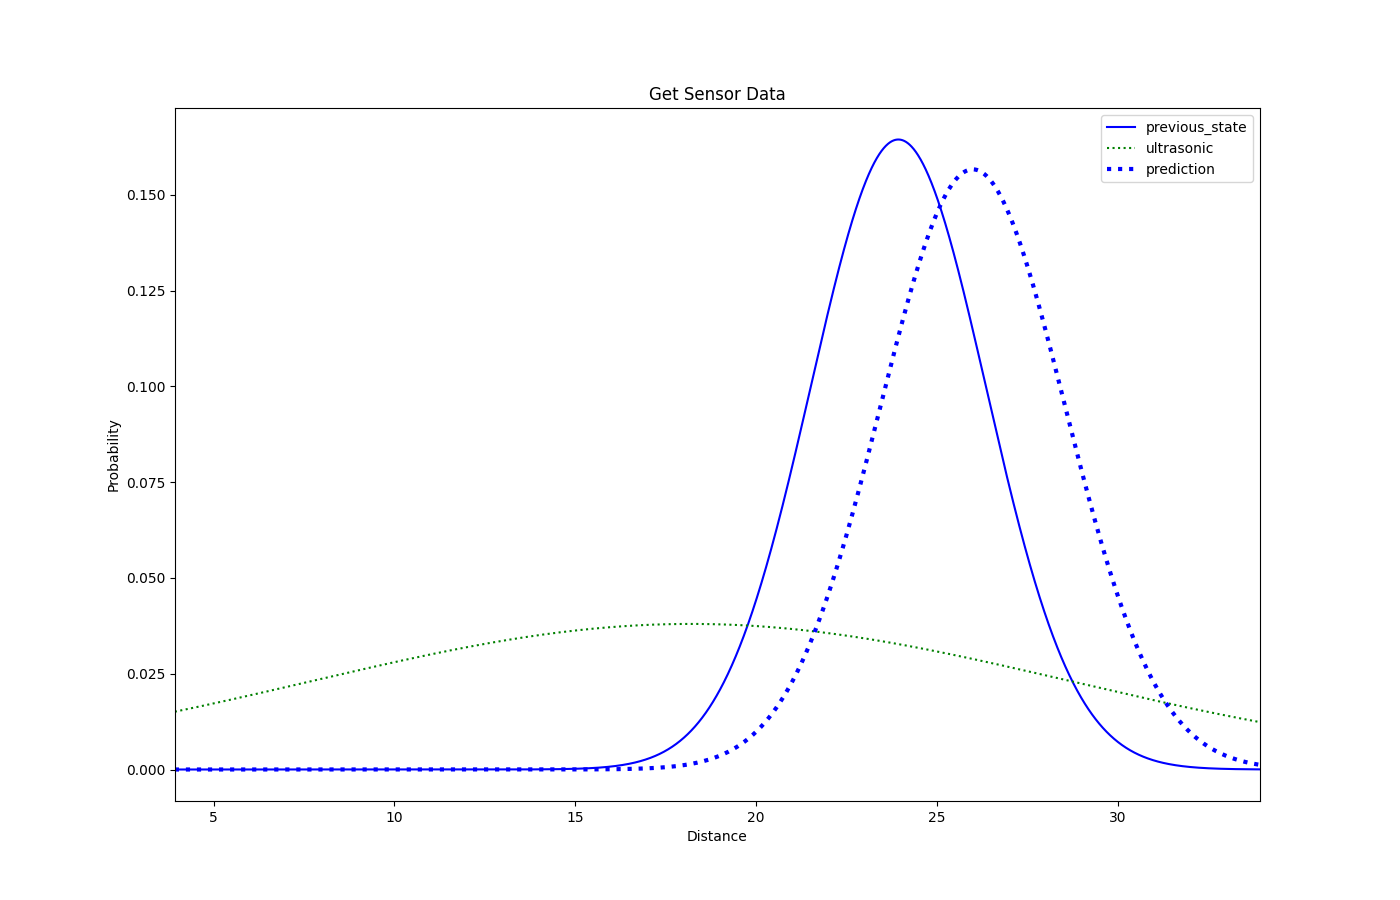 Get Sensor Data
previous_state
ultrasonic
prediction
Probability
0.150
0.125
0.100
0.075
0.050
0.025
0.000
5 10 15 20 25 30
Distance